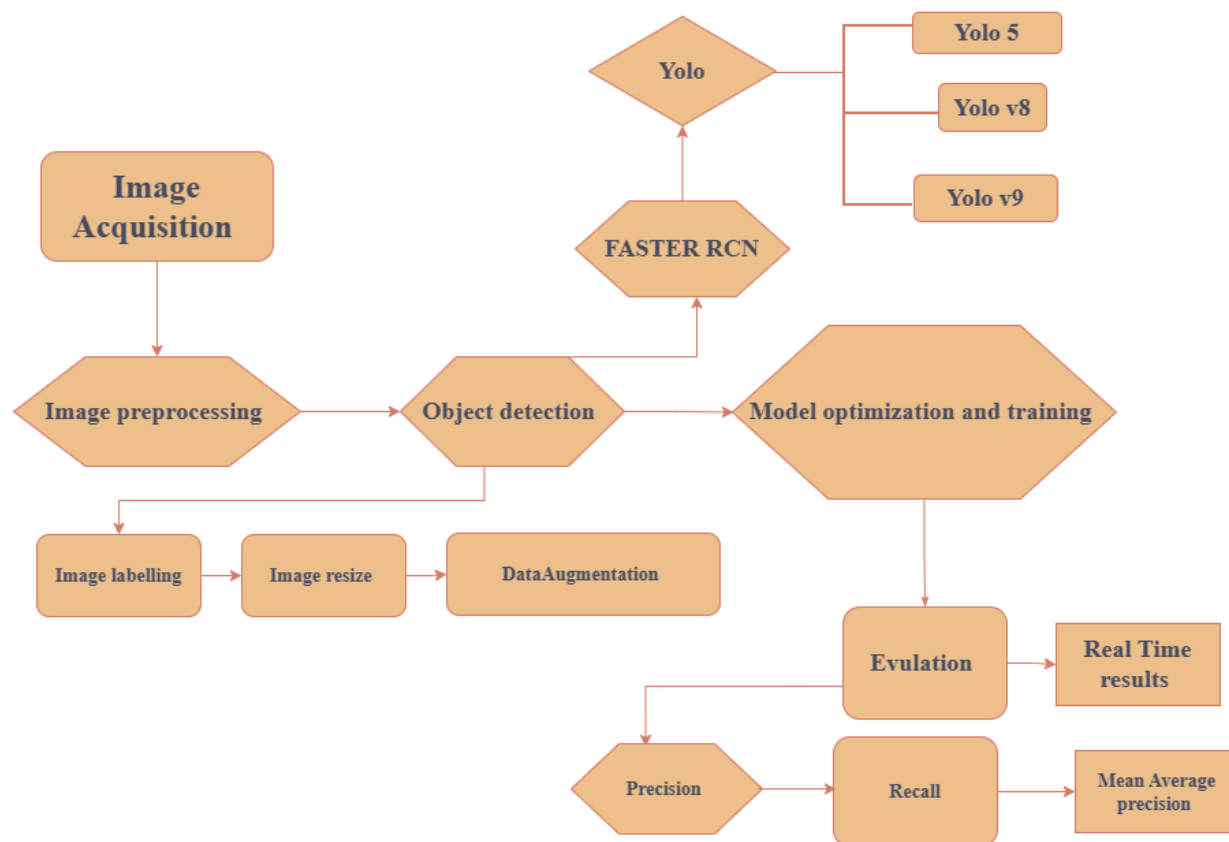 Yolo 5
Yolo
Yolo v8
Image
Acquisition
Yolo v9
FASTER RCN
Image preprocessing
Object detection
Model optimization and training
Image labelling
Image resize
DataAugmentation
Evulation
Real Time
results
Precision
Recall
Mean Average
precision